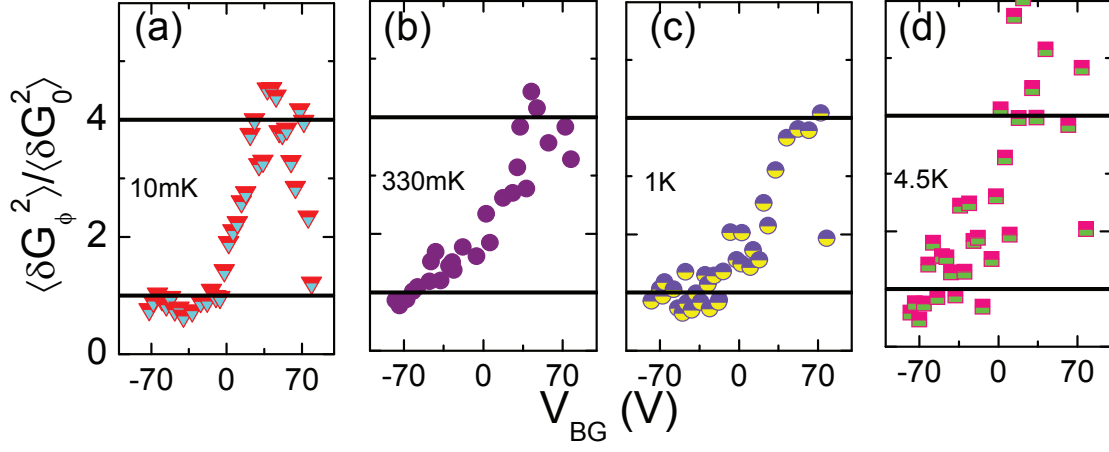 (a) (b) (c) (d)
⟨δG_ϕ^2⟩/⟨δG_0^2⟩
4
2
0
10mK 330mK 1K 4.5K
-70 0 70 -70 0 70 -70 0 70 -70 0 70
V_BG (V)